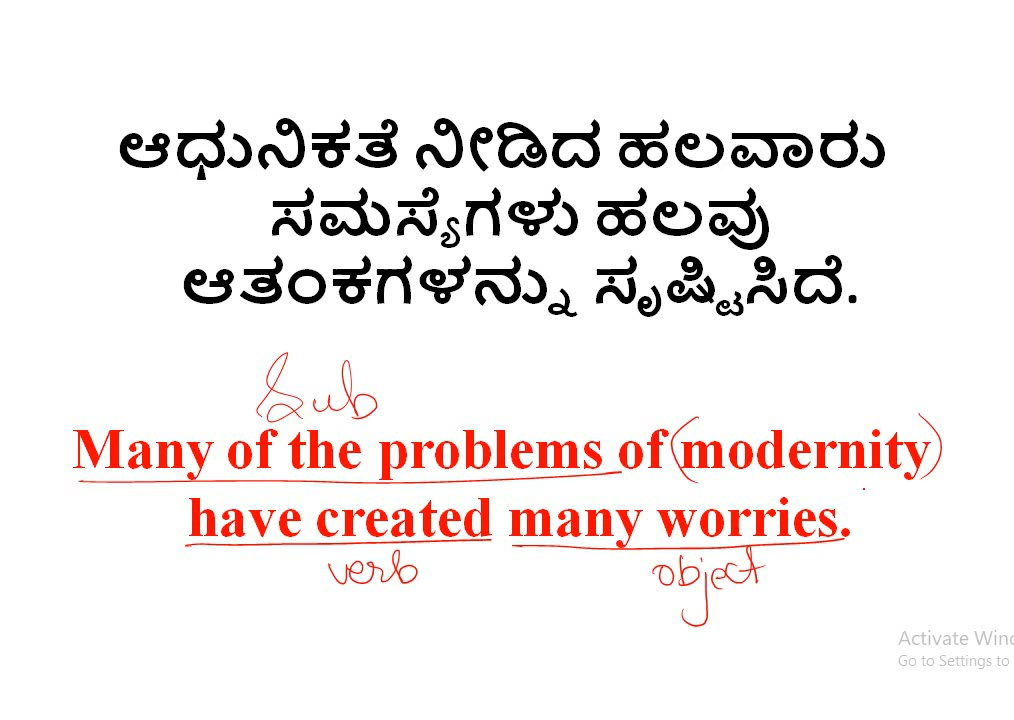 ಆಧುನಿಕತೆ ನೀಡಿದ ಹಲವಾರು
ಸಮಸ್ಯೆಗಳು ಹಲವು
ಆತಂಕಗಳನ್ನು ಸೃಷ್ಟಿಸಿದೆ.
Sub
Many of the problems of (modernity)
have created many worries.
verb object
Activate Wind
Go to Settings to